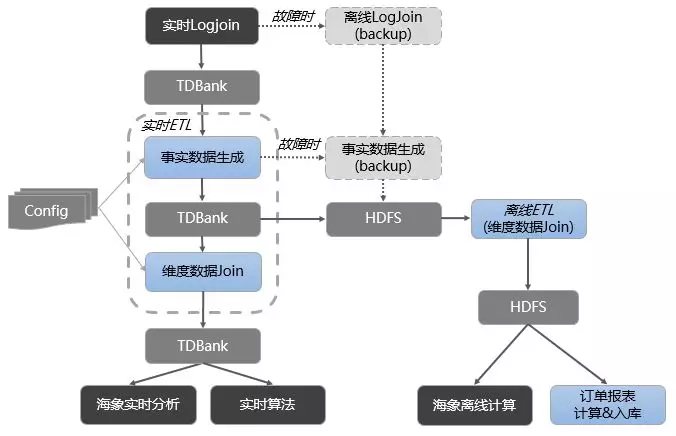 实时Logjoin
故障时
离线LogJoin
(backup)
TDBank
实时ETL
事实数据生成
故障时
事实数据生成
(backup)
Config
TDBank
HDFS
离线ETL
(维度数据Join)
维度数据Join
HDFS
TDBank
海象实时分析
实时算法
海象离线计算
订单报表
计算&入库